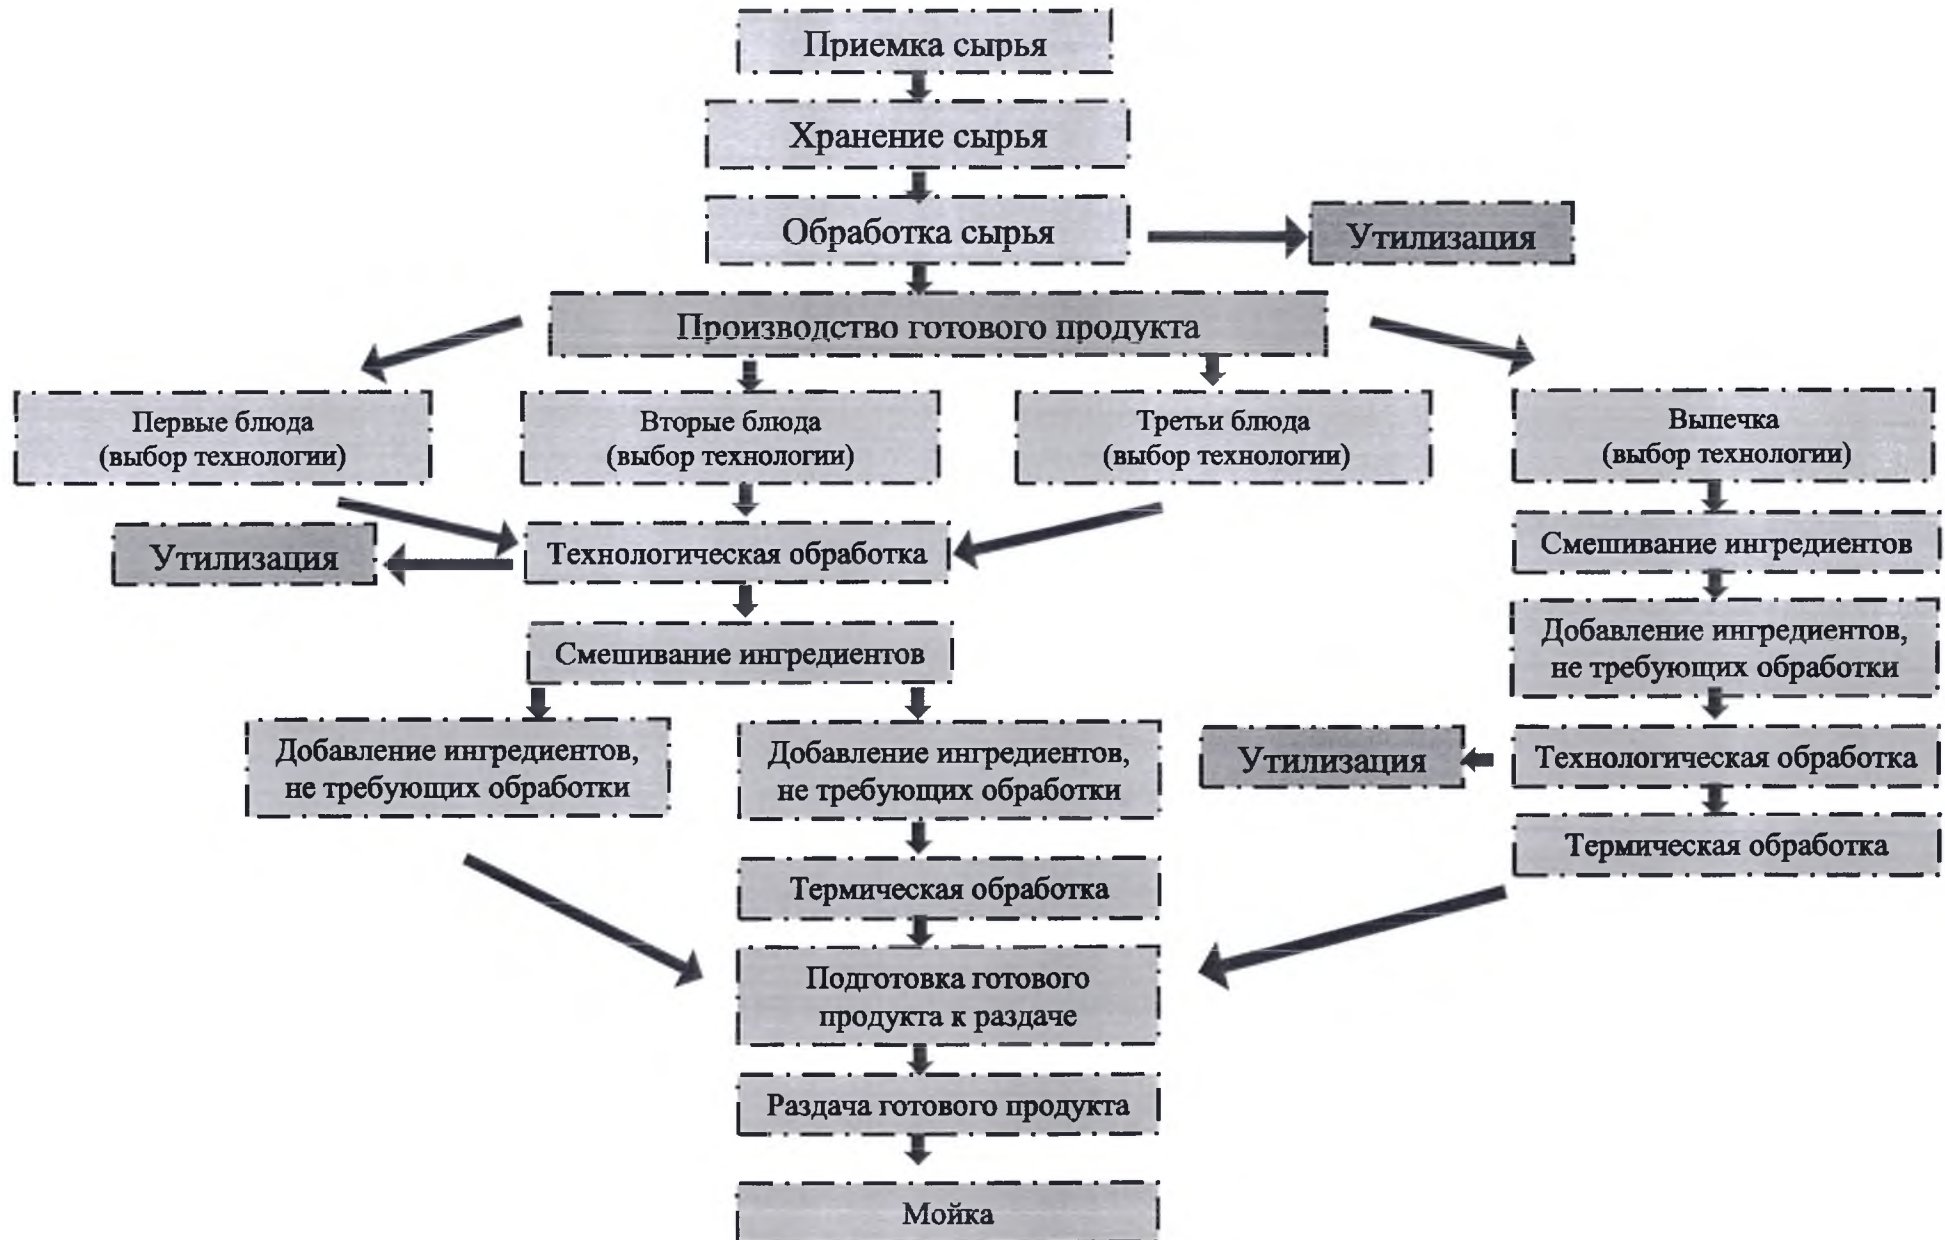 Приемка сырья
Хранение сырья
Обработка сырья
Утилизация
Производство готового продукта
Первые блюда
(выбор технологии)
Вторые блюда
(выбор технологии)
Третьи блюда
(выбор технологии)
Выпечка
(выбор технологии)
Утилизация
Технологическая обработка
Смешивание ингредиентов
Смешивание ингредиентов
Добавление ингредиентов,
не требующих обработки
Добавление ингредиентов,
не требующих обработки
Добавление ингредиентов,
не требующих обработки
Утилизация
Технологическая обработка
Термическая обработка
Термическая обработка
Подготовка готового
продукта к раздаче
Раздача готового продукта
Мойка